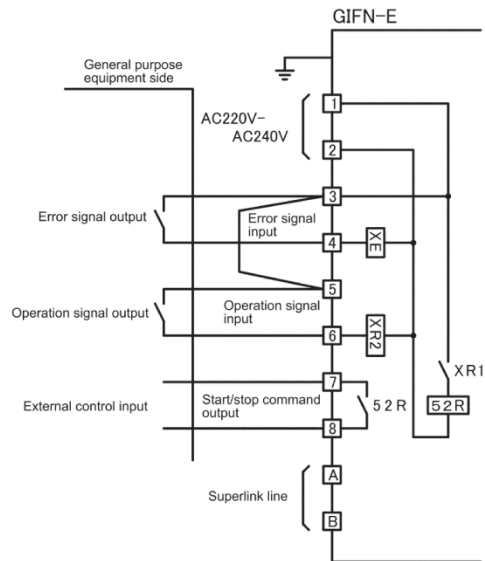 GIFN-E
General purpose
equipment side
AC220V-
AC240V
1
2
3
Error signal output
Error signal
input
4
XE
5
Operation signal output
Operation signal
input
6
XR2
7
XR1
External control input
Start/stop command
output
52R
52R
8
A
Superlink line
B